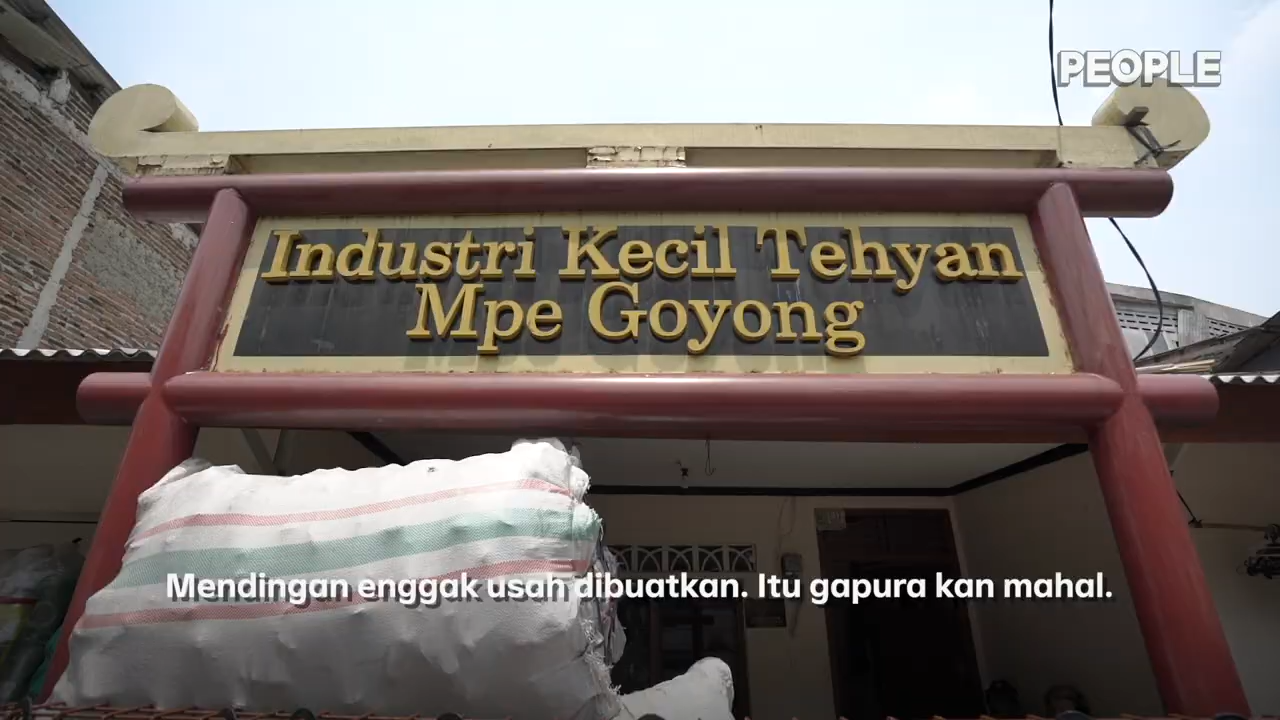 PEOPLE
Industri Kecil Tehyan
Mpe Goyong
Mendingan enggak usah dibuatkan. Itu gapura kan mahal.